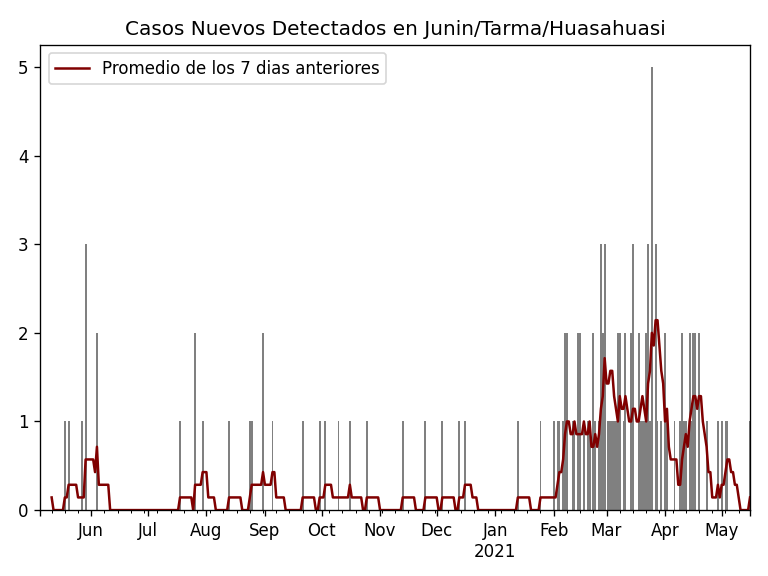 Casos Nuevos Detectados en Junin/Tarma/Huasahuasi
Promedio de los 7 dias anteriores
5
4
3
2
1
0
Jun Jul Aug Sep Oct Nov Dec Jan Feb Mar Apr May
2021